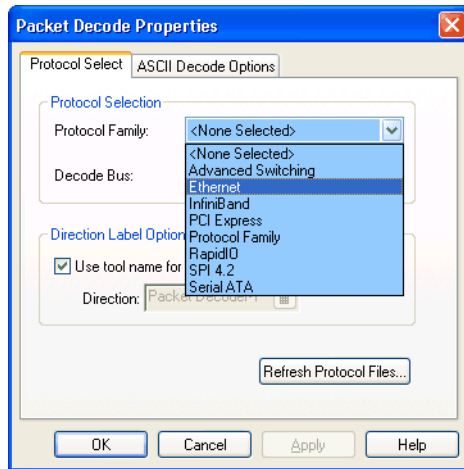 Packet Decode Properties
Protocol Select
ASCII Decode Options
Protocol Selection
Protocol Family:
<None Selected>
<None Selected>
Advanced Switching
Decode Bus:
Ethernet
InfiniBand
PCI Express
Direction Label Option
Protocol Family
RapidIO
Use tool name for
SPI 4.2
Serial ATA
Direction:
Packet Decoder-1
Refresh Protocol Files...
OK
Cancel
Apply
Help